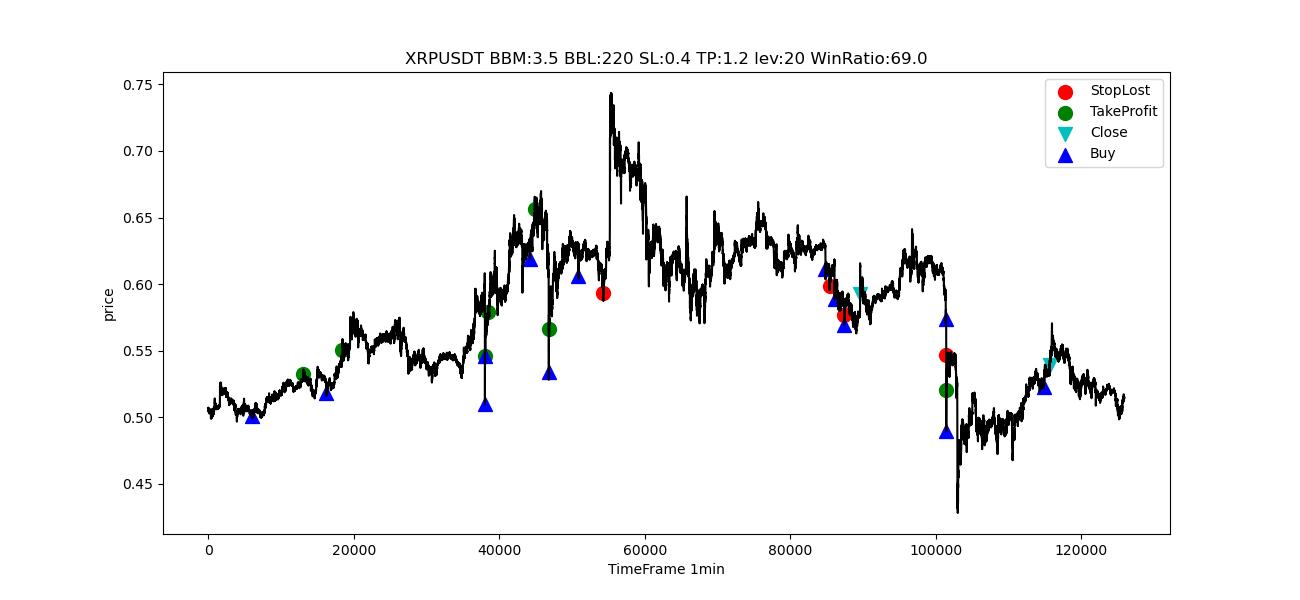 XRPUSDT BBM:3.5 BBL:220 SL:0.4 TP:1.2 lev:20 WinRatio:69.0
StopLost
TakeProfit
Close
Buy
price
0.75
0.70
0.65
0.60
0.55
0.50
0.45
0
20000
40000
60000
80000
100000
120000
TimeFrame 1min